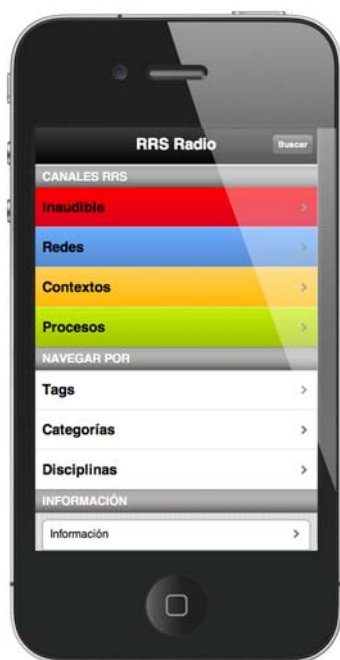 RRS Radio
Buscar
CANALES RRS
Inaudible
Redes
Contextos
Procesos
NAVEGAR POR
Tags
Categorías
Disciplinas
INFORMACIÓN
Información